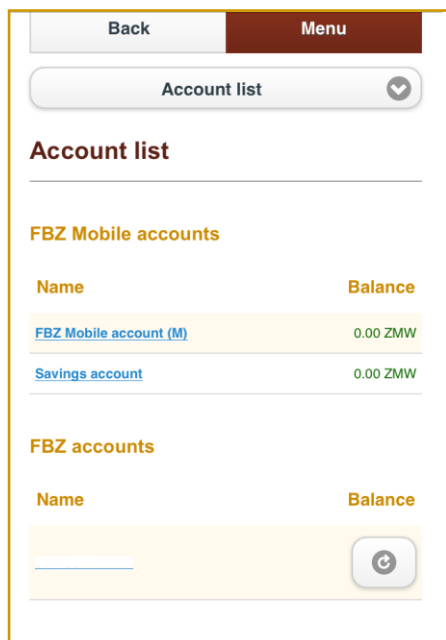 Back Menu
Account list
Account list
FBZ Mobile accounts
Name Balance
FBZ Mobile account (M) 0.00 ZMW
Savings account 0.00 ZMW
FBZ accounts
Name Balance